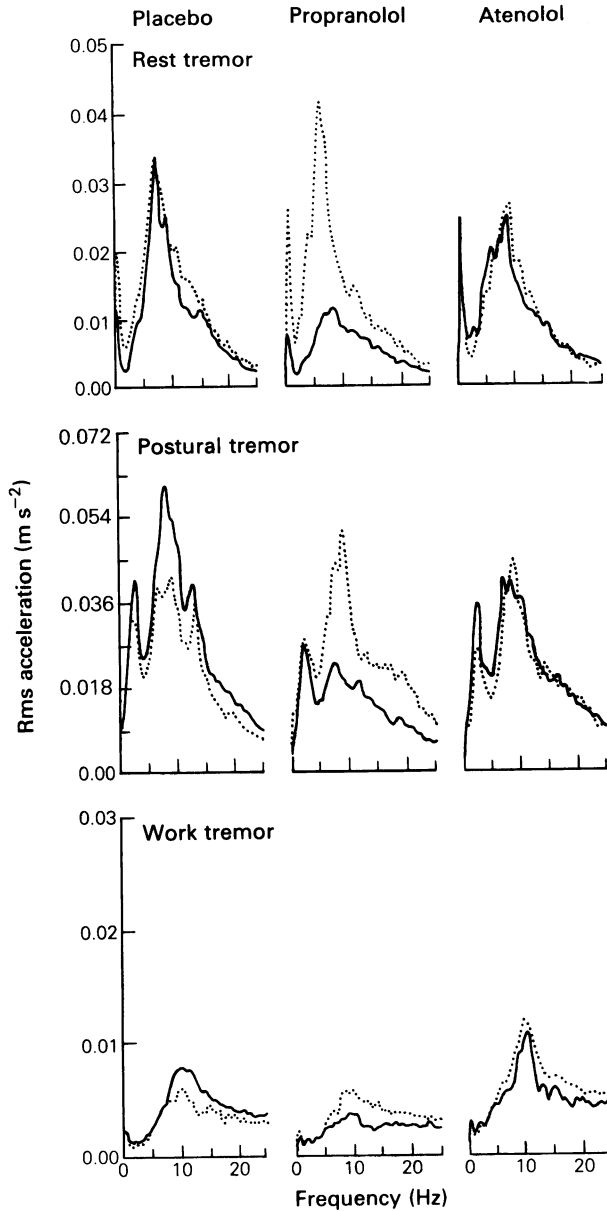 Placebo Propranolol Atenolol
Rest tremor
0.05
0.04
0.03
0.02
0.01
0.00
Postural tremor
0.072
0.054
0.036
0.018
0.00
Work tremor
0.03
0.02
0.01
0.00
0 10 20 0 10 20 0 10 20
Rms acceleration (m s⁻²)
Frequency (Hz)